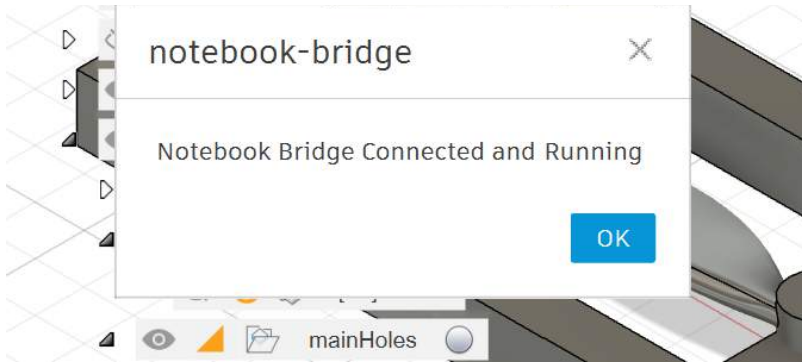 notebook-bridge
Notebook Bridge Connected and Running
OK
mainHoles